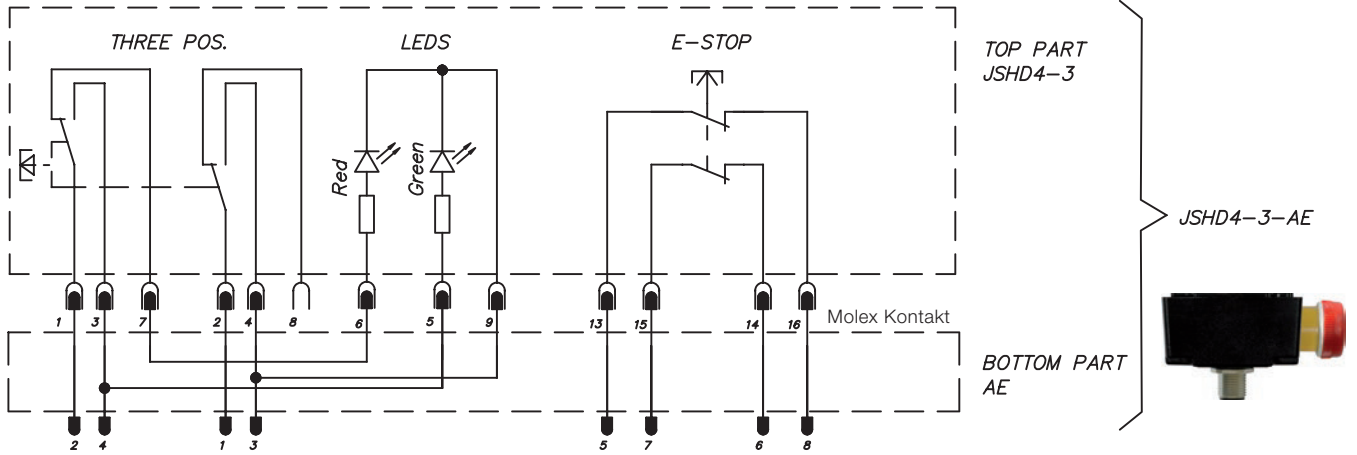 THREE POS.
LEDS
E-STOP
TOP PART
JSHD4-3
Red
Green
JSHD4-3-AE
1 3 7 2 4 8 6 5 9 13 15 14 16
Molex Kontakt
BOTTOM PART
AE
2 4 1 3 5 7 6 8